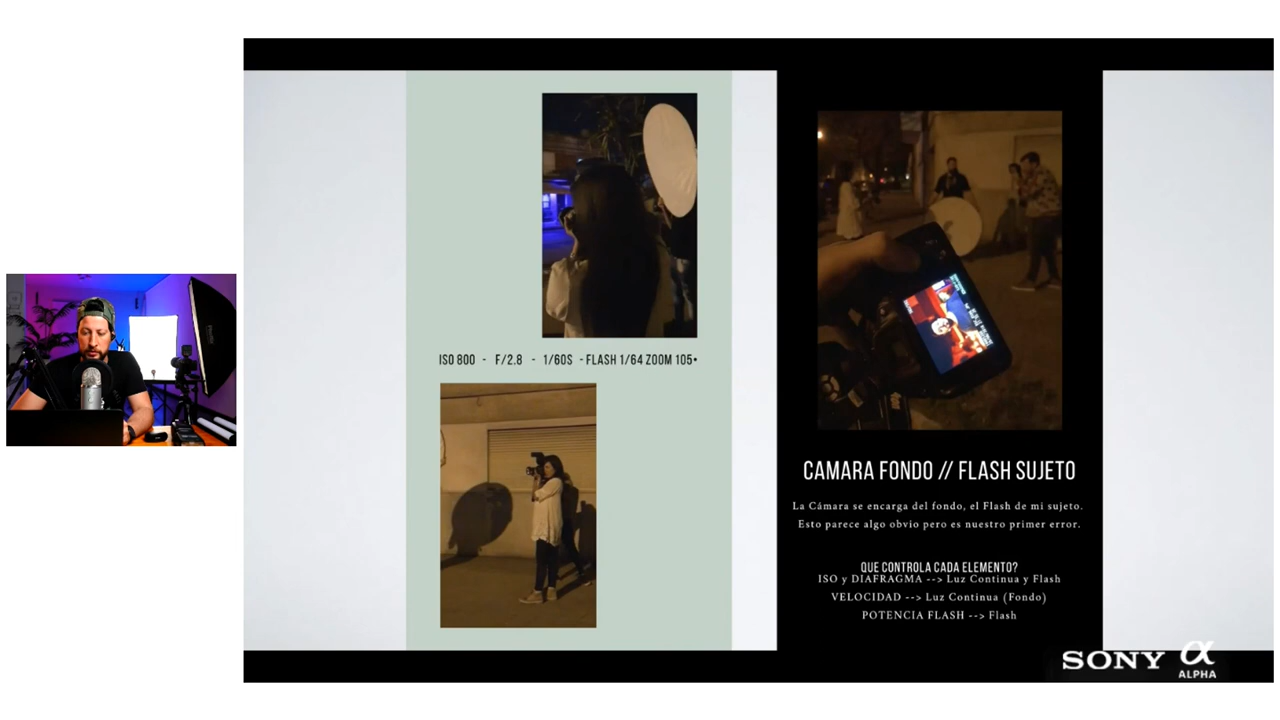 ISO 800 - F/2.8 - 1/60S - FLASH 1/64 ZOOM 105•
CAMARA FONDO // FLASH SUJETO
La Cámara se encarga del fondo, el Flash de mi sujeto.
Esto parece algo obvio pero es nuestro primer error.
QUE CONTROLA CADA ELEMENTO?
ISO y DIAFRAGMA --> Luz Continua y Flash
VELOCIDAD --> Luz Continua (Fondo)
POTENCIA FLASH --> Flash
SONY α
ALPHA